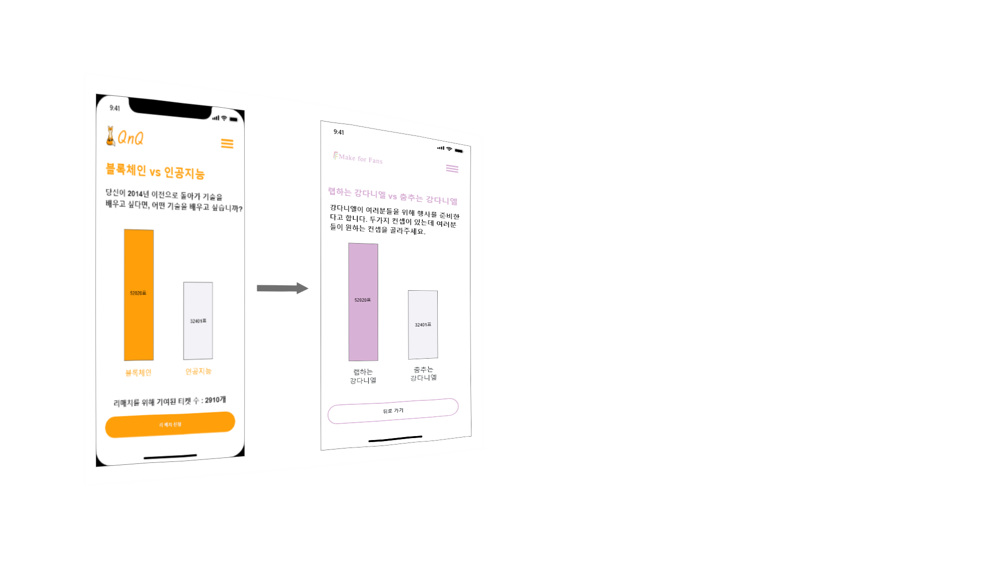 9:41
QnQ
블록체인 vs 인공지능
당신이 2014년 이전으로 돌아가 기술을
배우고 싶다면, 어떤 기술을 배우고 싶습니까?
52020표
32401표
블록체인
인공지능
리매치를 위해 기여된 티켓 수 : 2910개
리 매치 신청
9:41
Make for Fans
랩하는 강다니엘 vs 춤추는 강다니엘
강다니엘이 여러분들을 위해 행사를 준비한
다고 합니다. 두가지 컨셉이 있는데 여러분
들이 원하는 컨셉을 골라주세요.
52020표
32401표
랩하는
강다니엘
춤추는
강다니엘
뒤로 가기